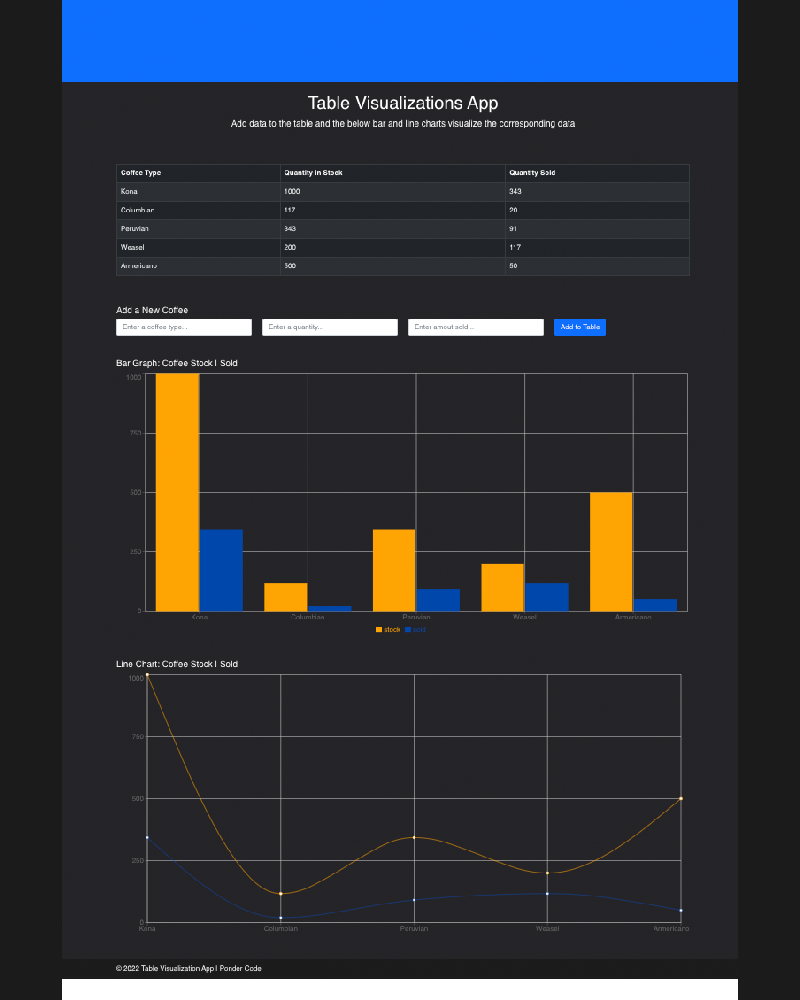 Table Visualizations App
Add data to the table and the below bar and line charts visualize the corresponding data
Coffee Type Quantity in Stock Quantity Sold
Kona 1000 343
Columbian 117 20
Peruvian 343 91
Weasel 200 117
Armericano 500 50
Add a New Coffee
Enter a coffee type... Enter a quantity... Enter amout sold... Add to Table
Bar Graph: Coffee Stock | Sold
1000
750
500
250
0
Kona Columbian Peruvian Weasel Armericano
stock sold
Line Chart: Coffee Stock | Sold
1000
750
500
250
0
Kona Columbian Peruvian Weasel Armericano
© 2022 Table Visualization App | Ponder Code